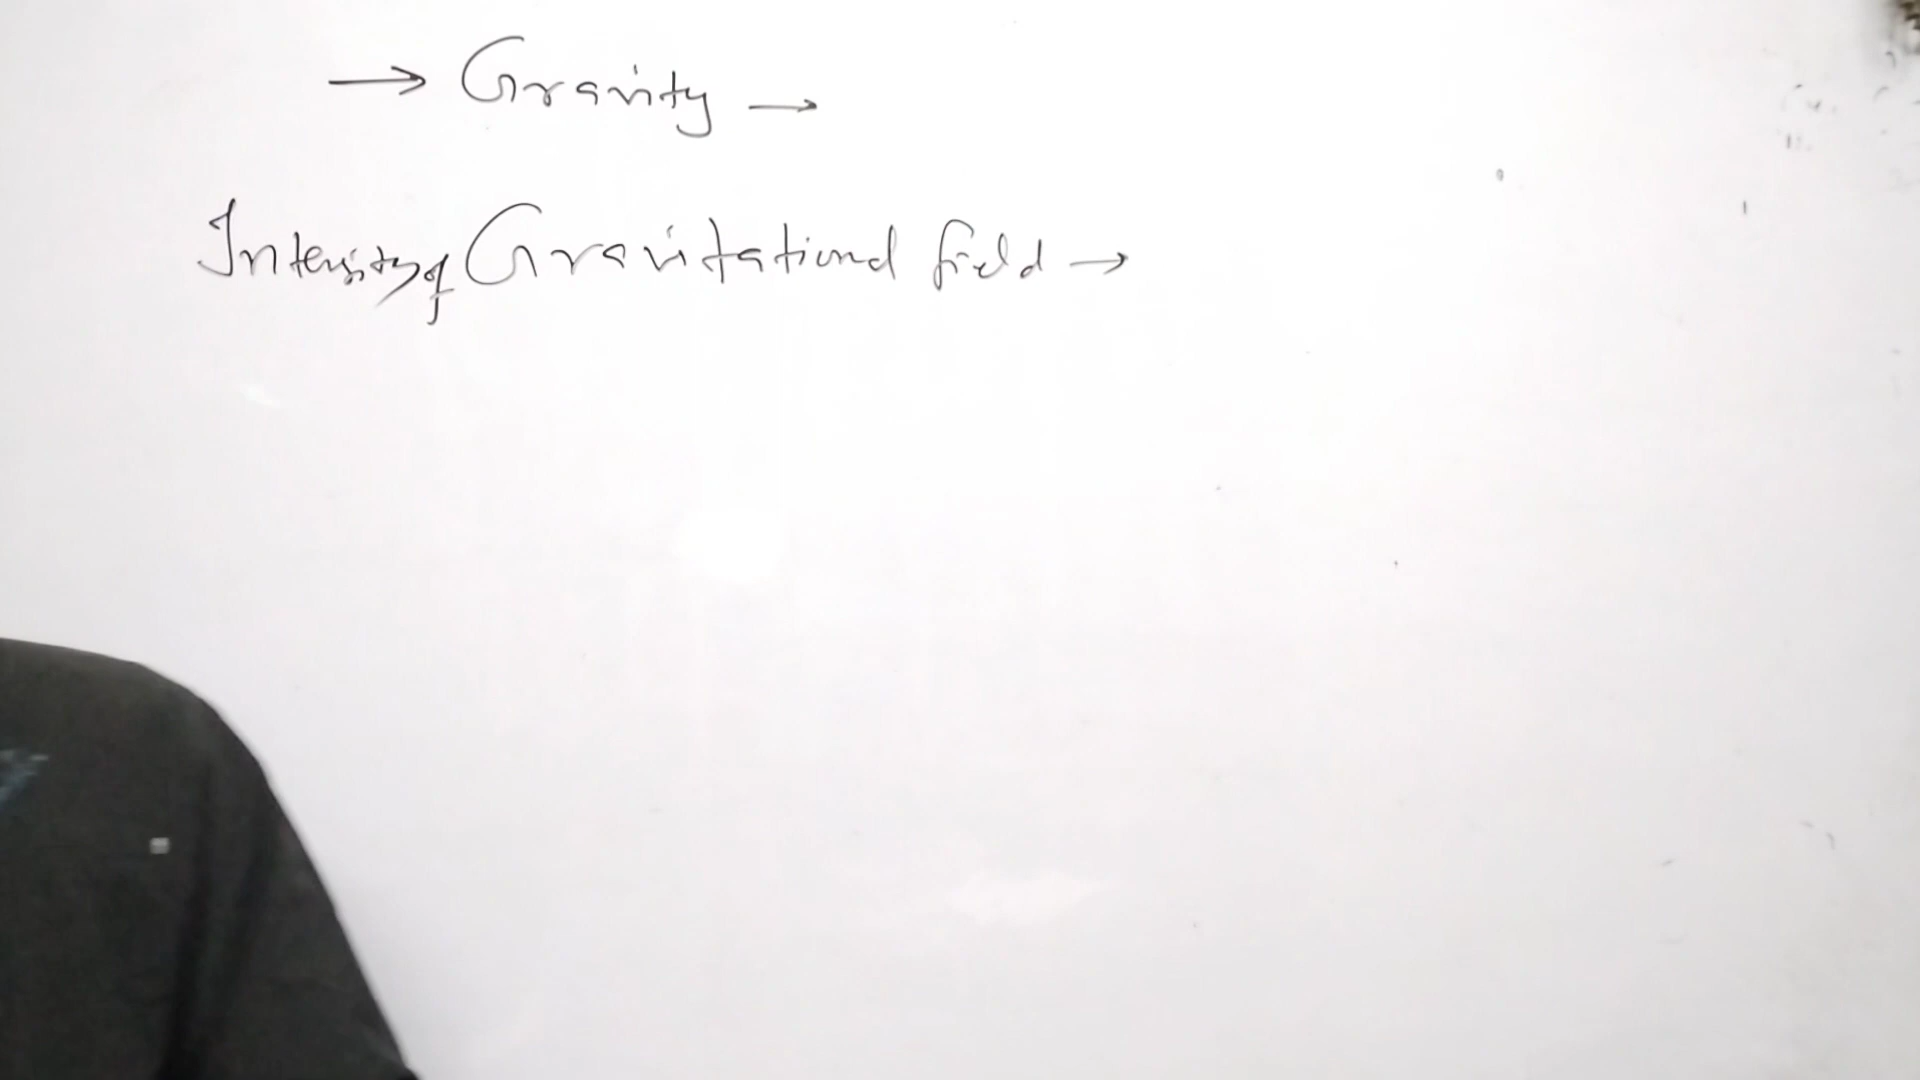 → Gravity →
Intensity of Gravitational field →